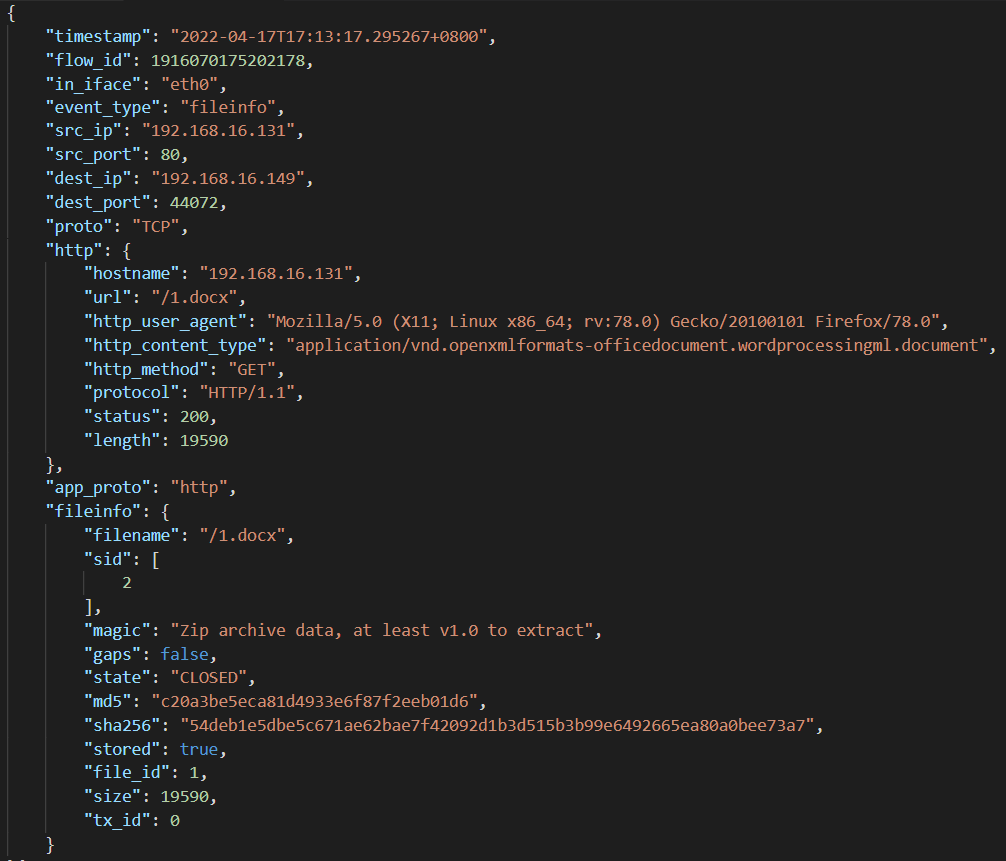 {
"timestamp": "2022-04-17T17:13:17.295267+0800",
"flow_id": 1916070175202178,
"in_iface": "eth0",
"event_type": "fileinfo",
"src_ip": "192.168.16.131",
"src_port": 80,
"dest_ip": "192.168.16.149",
"dest_port": 44072,
"proto": "TCP",
"http": {
"hostname": "192.168.16.131",
"url": "/1.docx",
"http_user_agent": "Mozilla/5.0 (X11; Linux x86_64; rv:78.0) Gecko/20100101 Firefox/78.0",
"http_content_type": "application/vnd.openxmlformats-officedocument.wordprocessingml.document",
"http_method": "GET",
"protocol": "HTTP/1.1",
"status": 200,
"length": 19590
},
"app_proto": "http",
"fileinfo": {
"filename": "/1.docx",
"sid": [
2
],
"magic": "Zip archive data, at least v1.0 to extract",
"gaps": false,
"state": "CLOSED",
"md5": "c20a3be5eca81d4933e6f87f2eeb01d6",
"sha256": "54deb1e5dbe5c671ae62bae7f42092d1b3d515b3b99e6492665ea80a0bee73a7",
"stored": true,
"file_id": 1,
"size": 19590,
"tx_id": 0
}